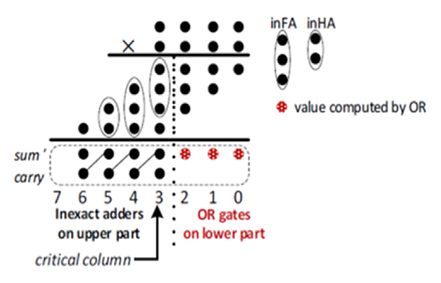 inFA inHA
×
value computed by OR
sum'
carry
7 6 5 4 3 2 1 0
Inexact adders OR gates
on upper part on lower part
critical column